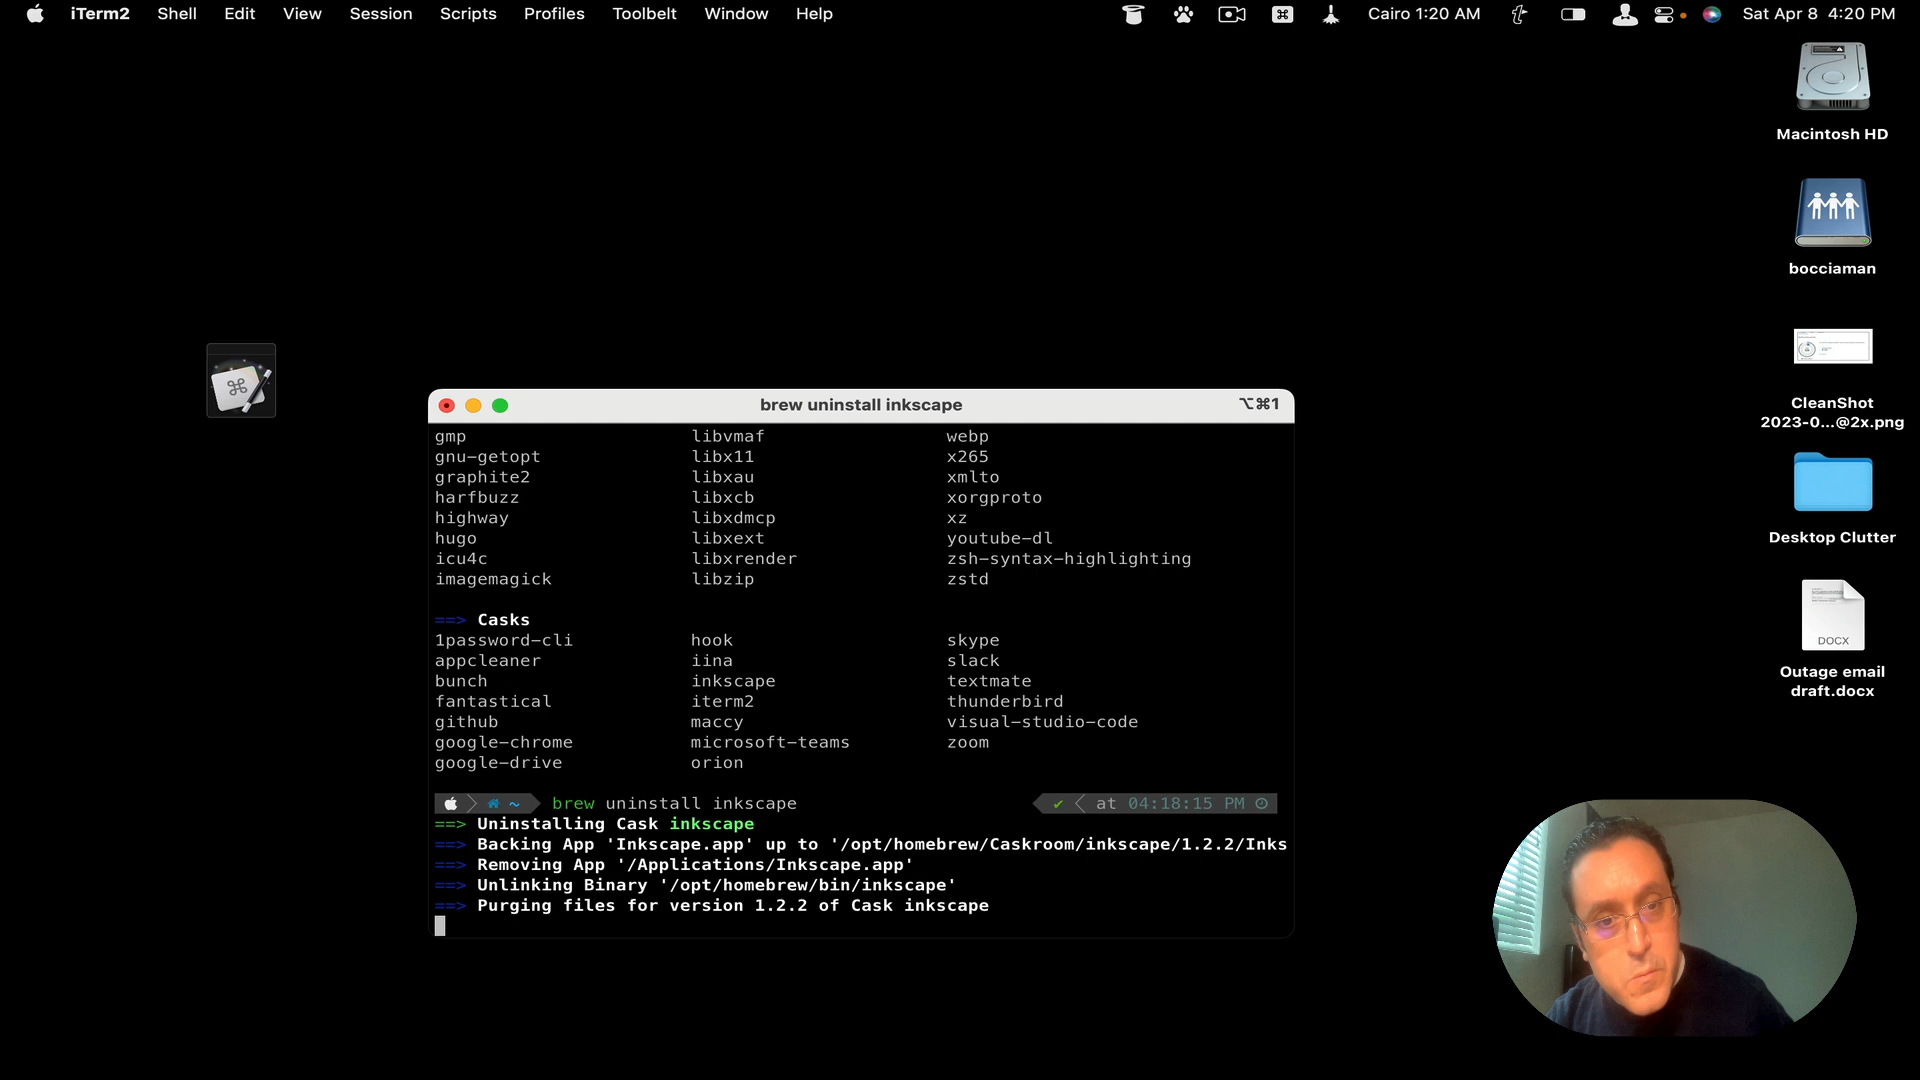 iTerm2 Shell Edit View Session Scripts Profiles Toolbelt Window Help Cairo 1:20 AM Sat Apr 8 4:20 PM
Macintosh HD
bocciaman
CleanShot
2023-0...@2x.png
Desktop Clutter
DOCX
Outage email
draft.docx
brew uninstall inkscape ⌥⌘1
gmp libvmaf webp
gnu-getopt libx11 x265
graphite2 libxau xmlto
harfbuzz libxcb xorgproto
highway libxdmcp xz
hugo libxext youtube-dl
icu4c libxrender zsh-syntax-highlighting
imagemagick libzip zstd
==> Casks
1password-cli hook skype
appcleaner iina slack
bunch inkscape textmate
fantastical iterm2 thunderbird
github maccy visual-studio-code
google-chrome microsoft-teams zoom
google-drive orion
~ brew uninstall inkscape ✔ at 04:18:15 PM
==> Uninstalling Cask inkscape
==> Backing App 'Inkscape.app' up to '/opt/homebrew/Caskroom/inkscape/1.2.2/Inks
==> Removing App '/Applications/Inkscape.app'
==> Unlinking Binary '/opt/homebrew/bin/inkscape'
==> Purging files for version 1.2.2 of Cask inkscape